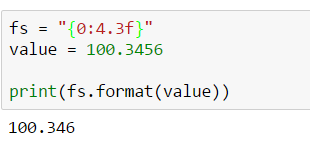 fs = "{0:4.3f}"
value = 100.3456
print(fs.format(value))
100.346